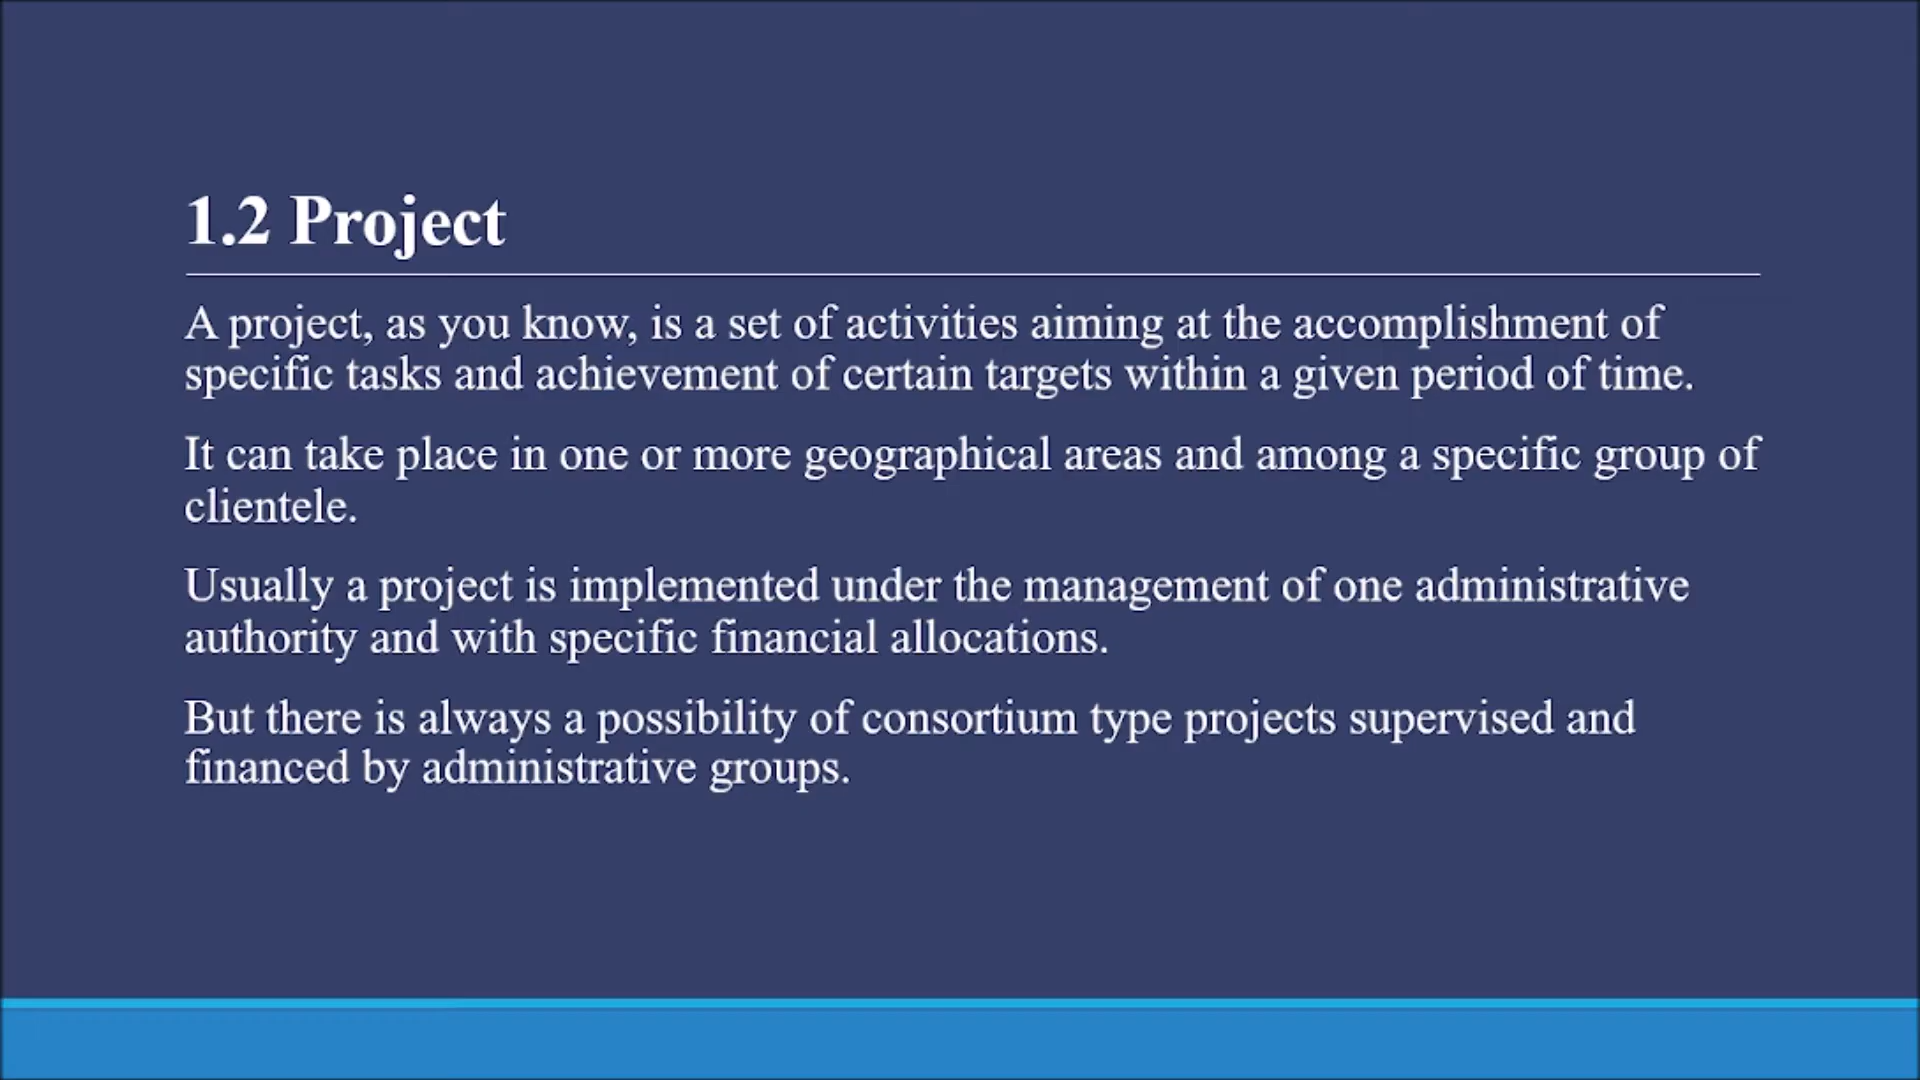 1.2 Project
A project, as you know, is a set of activities aiming at the accomplishment of
specific tasks and achievement of certain targets within a given period of time.
It can take place in one or more geographical areas and among a specific group of
clientele.
Usually a project is implemented under the management of one administrative
authority and with specific financial allocations.
But there is always a possibility of consortium type projects supervised and
financed by administrative groups.